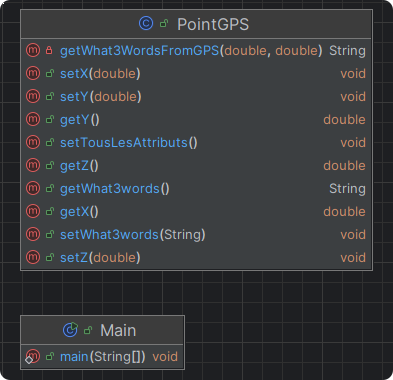 PointGPS
getWhat3WordsFromGPS(double, double) String
setX(double) void
setY(double) void
getY() double
setTousLesAttributs() void
getZ() double
getWhat3words() String
getX() double
setWhat3words(String) void
setZ(double) void
Main
main(String[]) void